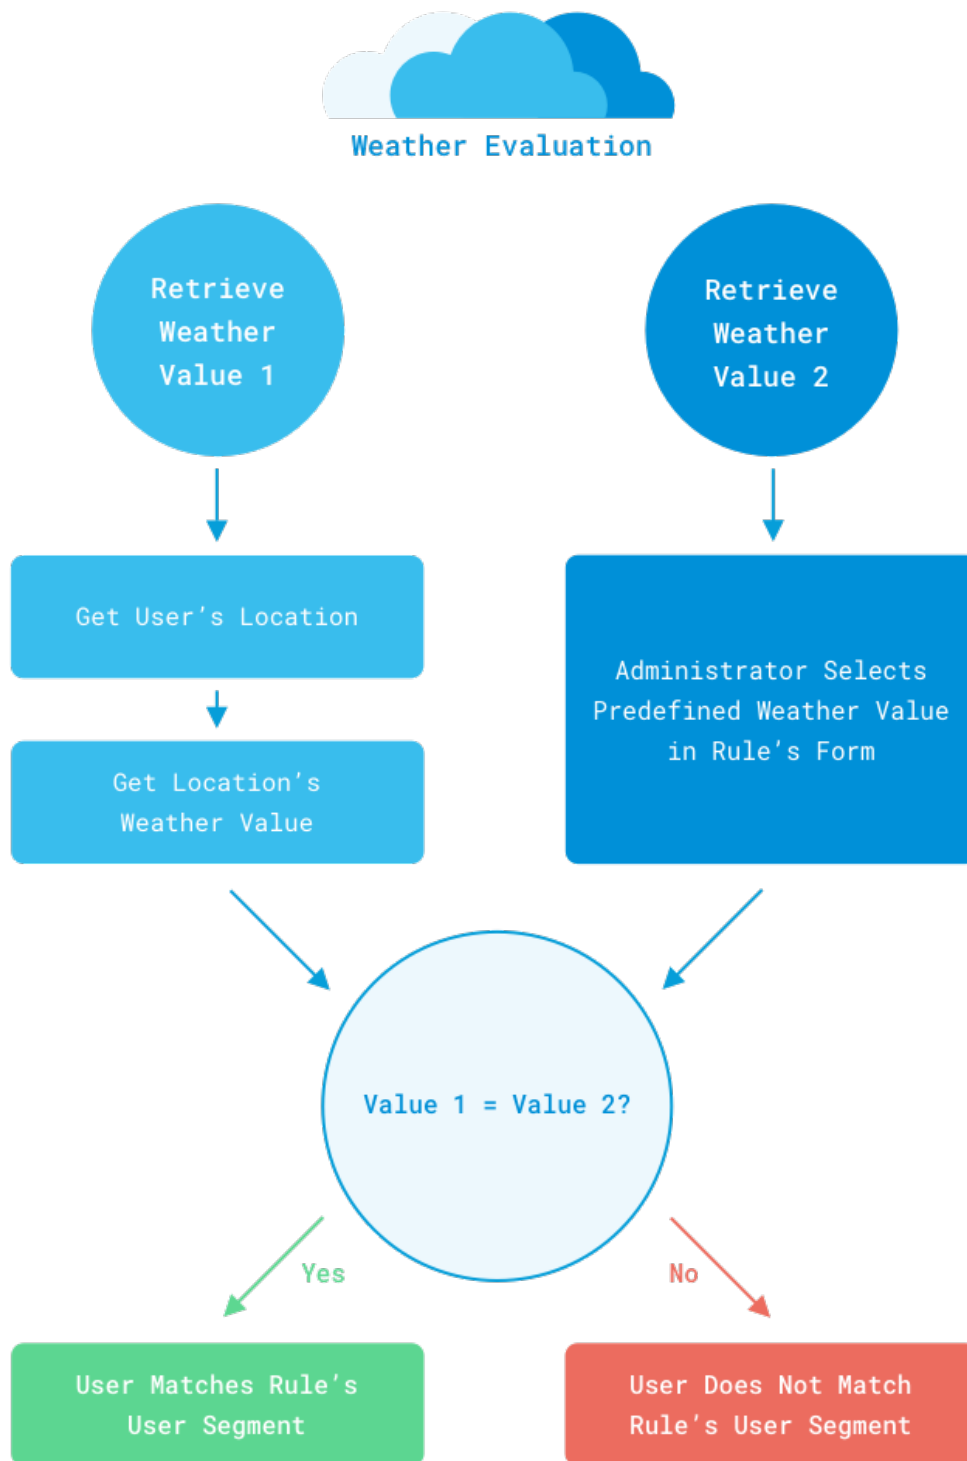 Weather Evaluation
Retrieve
Weather
Value 1
Retrieve
Weather
Value 2
Get User’s Location
Get Location’s
Weather Value
Administrator Selects
Predefined Weather Value
in Rule’s Form
Value 1 = Value 2?
Yes
No
User Matches Rule’s
User Segment
User Does Not Match
Rule’s User Segment